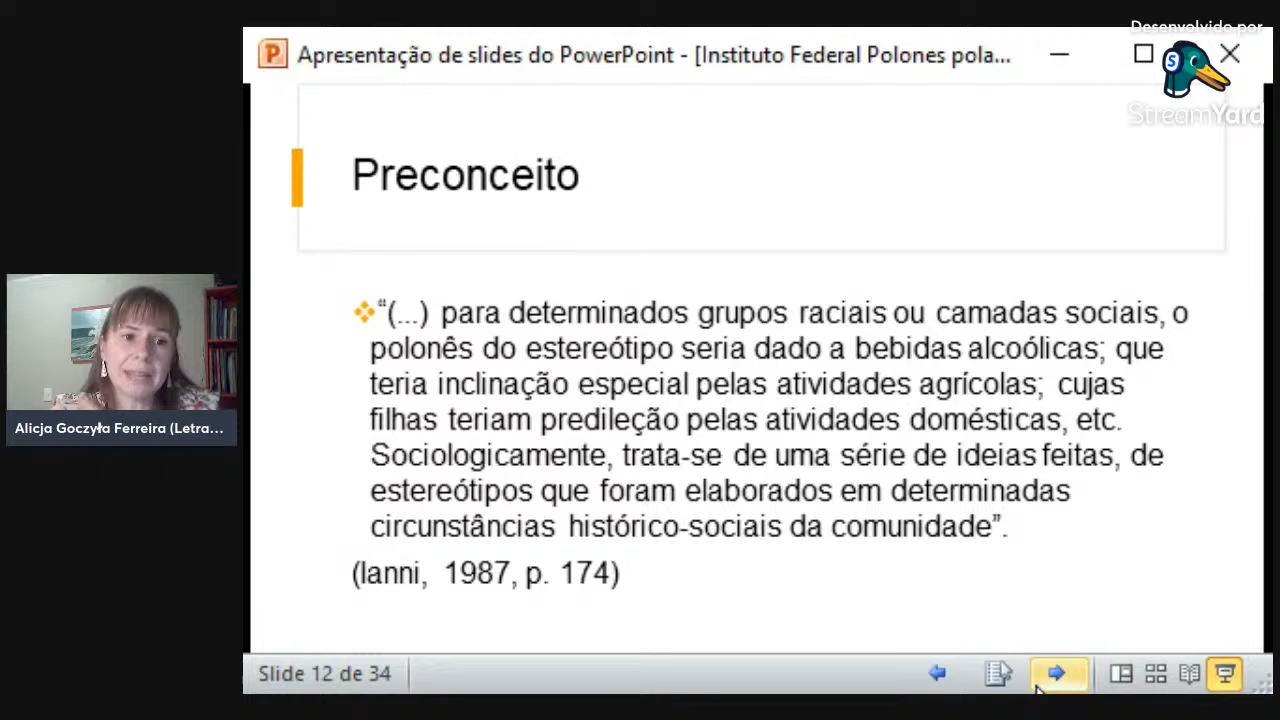 Desenvolvido por
StreamYard
Apresentação de slides do PowerPoint - [Instituto Federal Polones pola...
Preconceito
“(...) para determinados grupos raciais ou camadas sociais, o
polonês do estereótipo seria dado a bebidas alcoólicas; que
teria inclinação especial pelas atividades agrícolas; cujas
filhas teriam predileção pelas atividades domésticas, etc.
Sociologicamente, trata-se de uma série de ideias feitas, de
estereótipos que foram elaborados em determinadas
circunstâncias histórico-sociais da comunidade”.
(Ianni, 1987, p. 174)
Alicja Goczyła Ferreira (Letra...
Slide 12 de 34